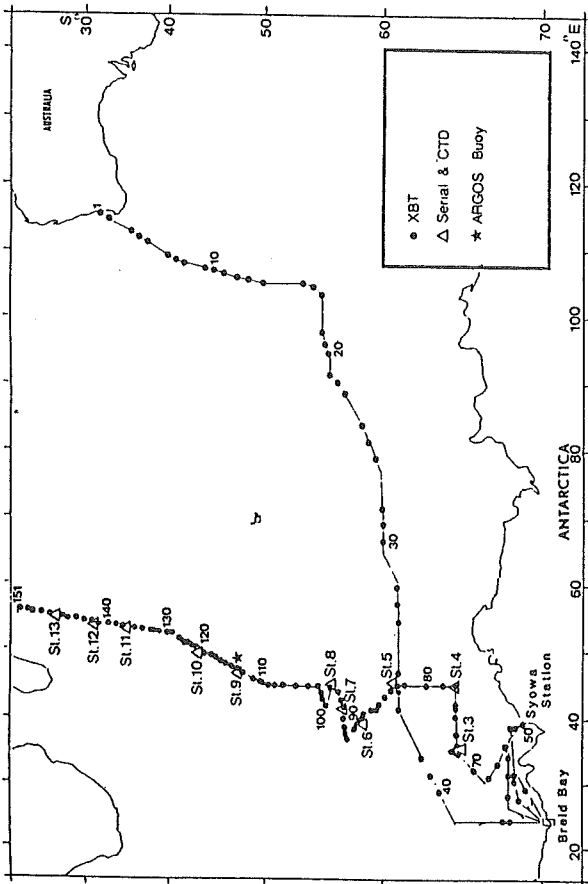 AUSTRALIA
S
30
40
50
60
70
151
St.13
St.12
140
St.11
130
120
St.10
St.9
110
St.8
100
St.7
90
St.6
St.5
80
St.4
St.3
70
40
50
Syowa
Station
Breid Bay
1
10
20
30
XBT
Serial & CTD
ARGOS Buoy
ANTARCTICA
20
40
50
80
100
120
140°E